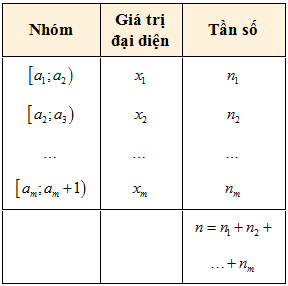 Nhóm Giá trị đại diện Tần số
[a₁; a₂) x₁ n₁
[a₂; a₃) x₂ n₂
... ... ...
[aₘ; aₘ + 1) xₘ nₘ
n = n₁ + n₂ +
... + nₘ